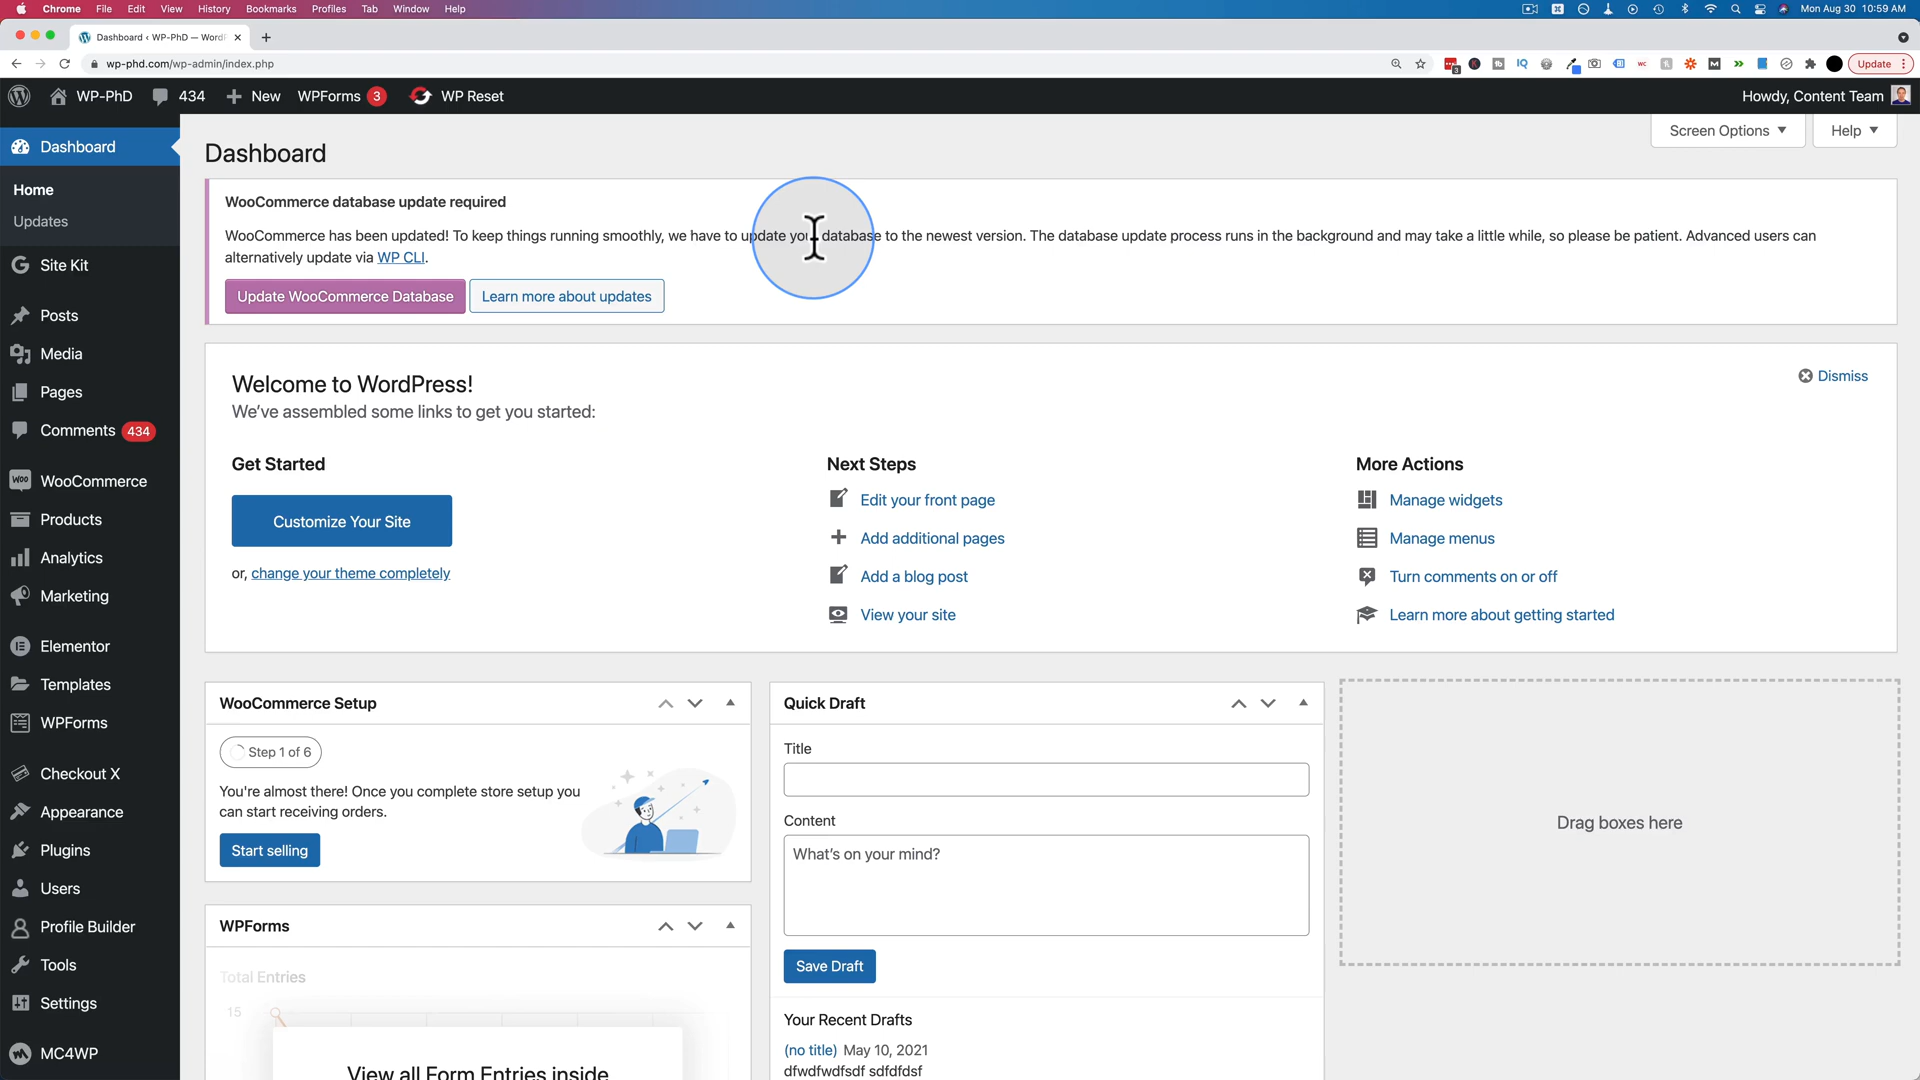 Chrome File Edit View History Bookmarks Profiles Tab Window Help
Mon Aug 30 10:59 AM
Dashboard ‹ WP-PhD — WordP
wp-phd.com/wp-admin/index.php
Update
WP-PhD 434 New WPForms 3 WP Reset
Howdy, Content Team
Screen Options Help
Dashboard
Home
Updates
Site Kit
Posts
Media
Pages
Comments 434
WooCommerce
Products
Analytics
Marketing
Elementor
Templates
WPForms
Checkout X
Appearance
Plugins
Users
Profile Builder
Tools
Settings
MC4WP
Dashboard
WooCommerce database update required
WooCommerce has been updated! To keep things running smoothly, we have to update your database to the newest version. The database update process runs in the background and may take a little while, so please be patient. Advanced users can
alternatively update via WP CLI.
Update WooCommerce Database Learn more about updates
Welcome to WordPress!
Dismiss
We've assembled some links to get you started:
Get Started
Customize Your Site
or, change your theme completely
Next Steps
Edit your front page
Add additional pages
Add a blog post
View your site
More Actions
Manage widgets
Manage menus
Turn comments on or off
Learn more about getting started
WooCommerce Setup
Step 1 of 6
You're almost there! Once you complete store setup you
can start receiving orders.
Start selling
WPForms
Total Entries
15
View all Form Entries inside
Quick Draft
Title
Content
What's on your mind?
Save Draft
Your Recent Drafts
(no title) May 10, 2021
dfwdfwdfsdf sdfdfdsf
Drag boxes here